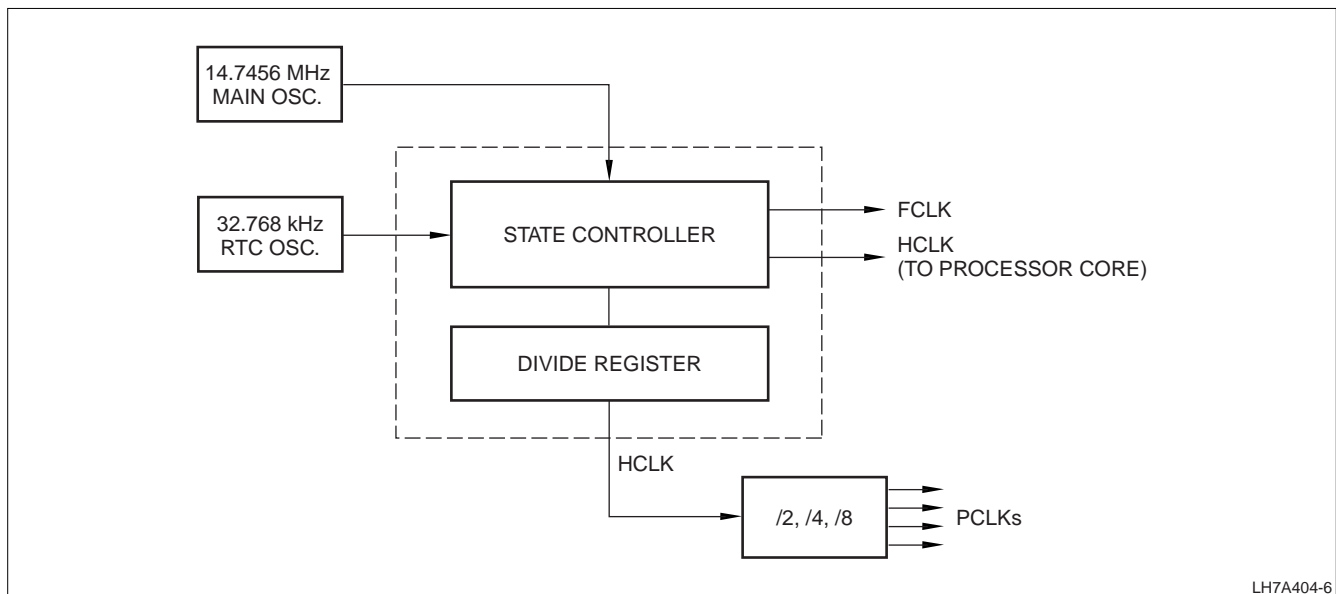 14.7456 MHz
MAIN OSC.
32.768 kHz
RTC OSC.
STATE CONTROLLER
FCLK
HCLK
(TO PROCESSOR CORE)
DIVIDE REGISTER
HCLK
/2, /4, /8
PCLKs
LH7A404-6